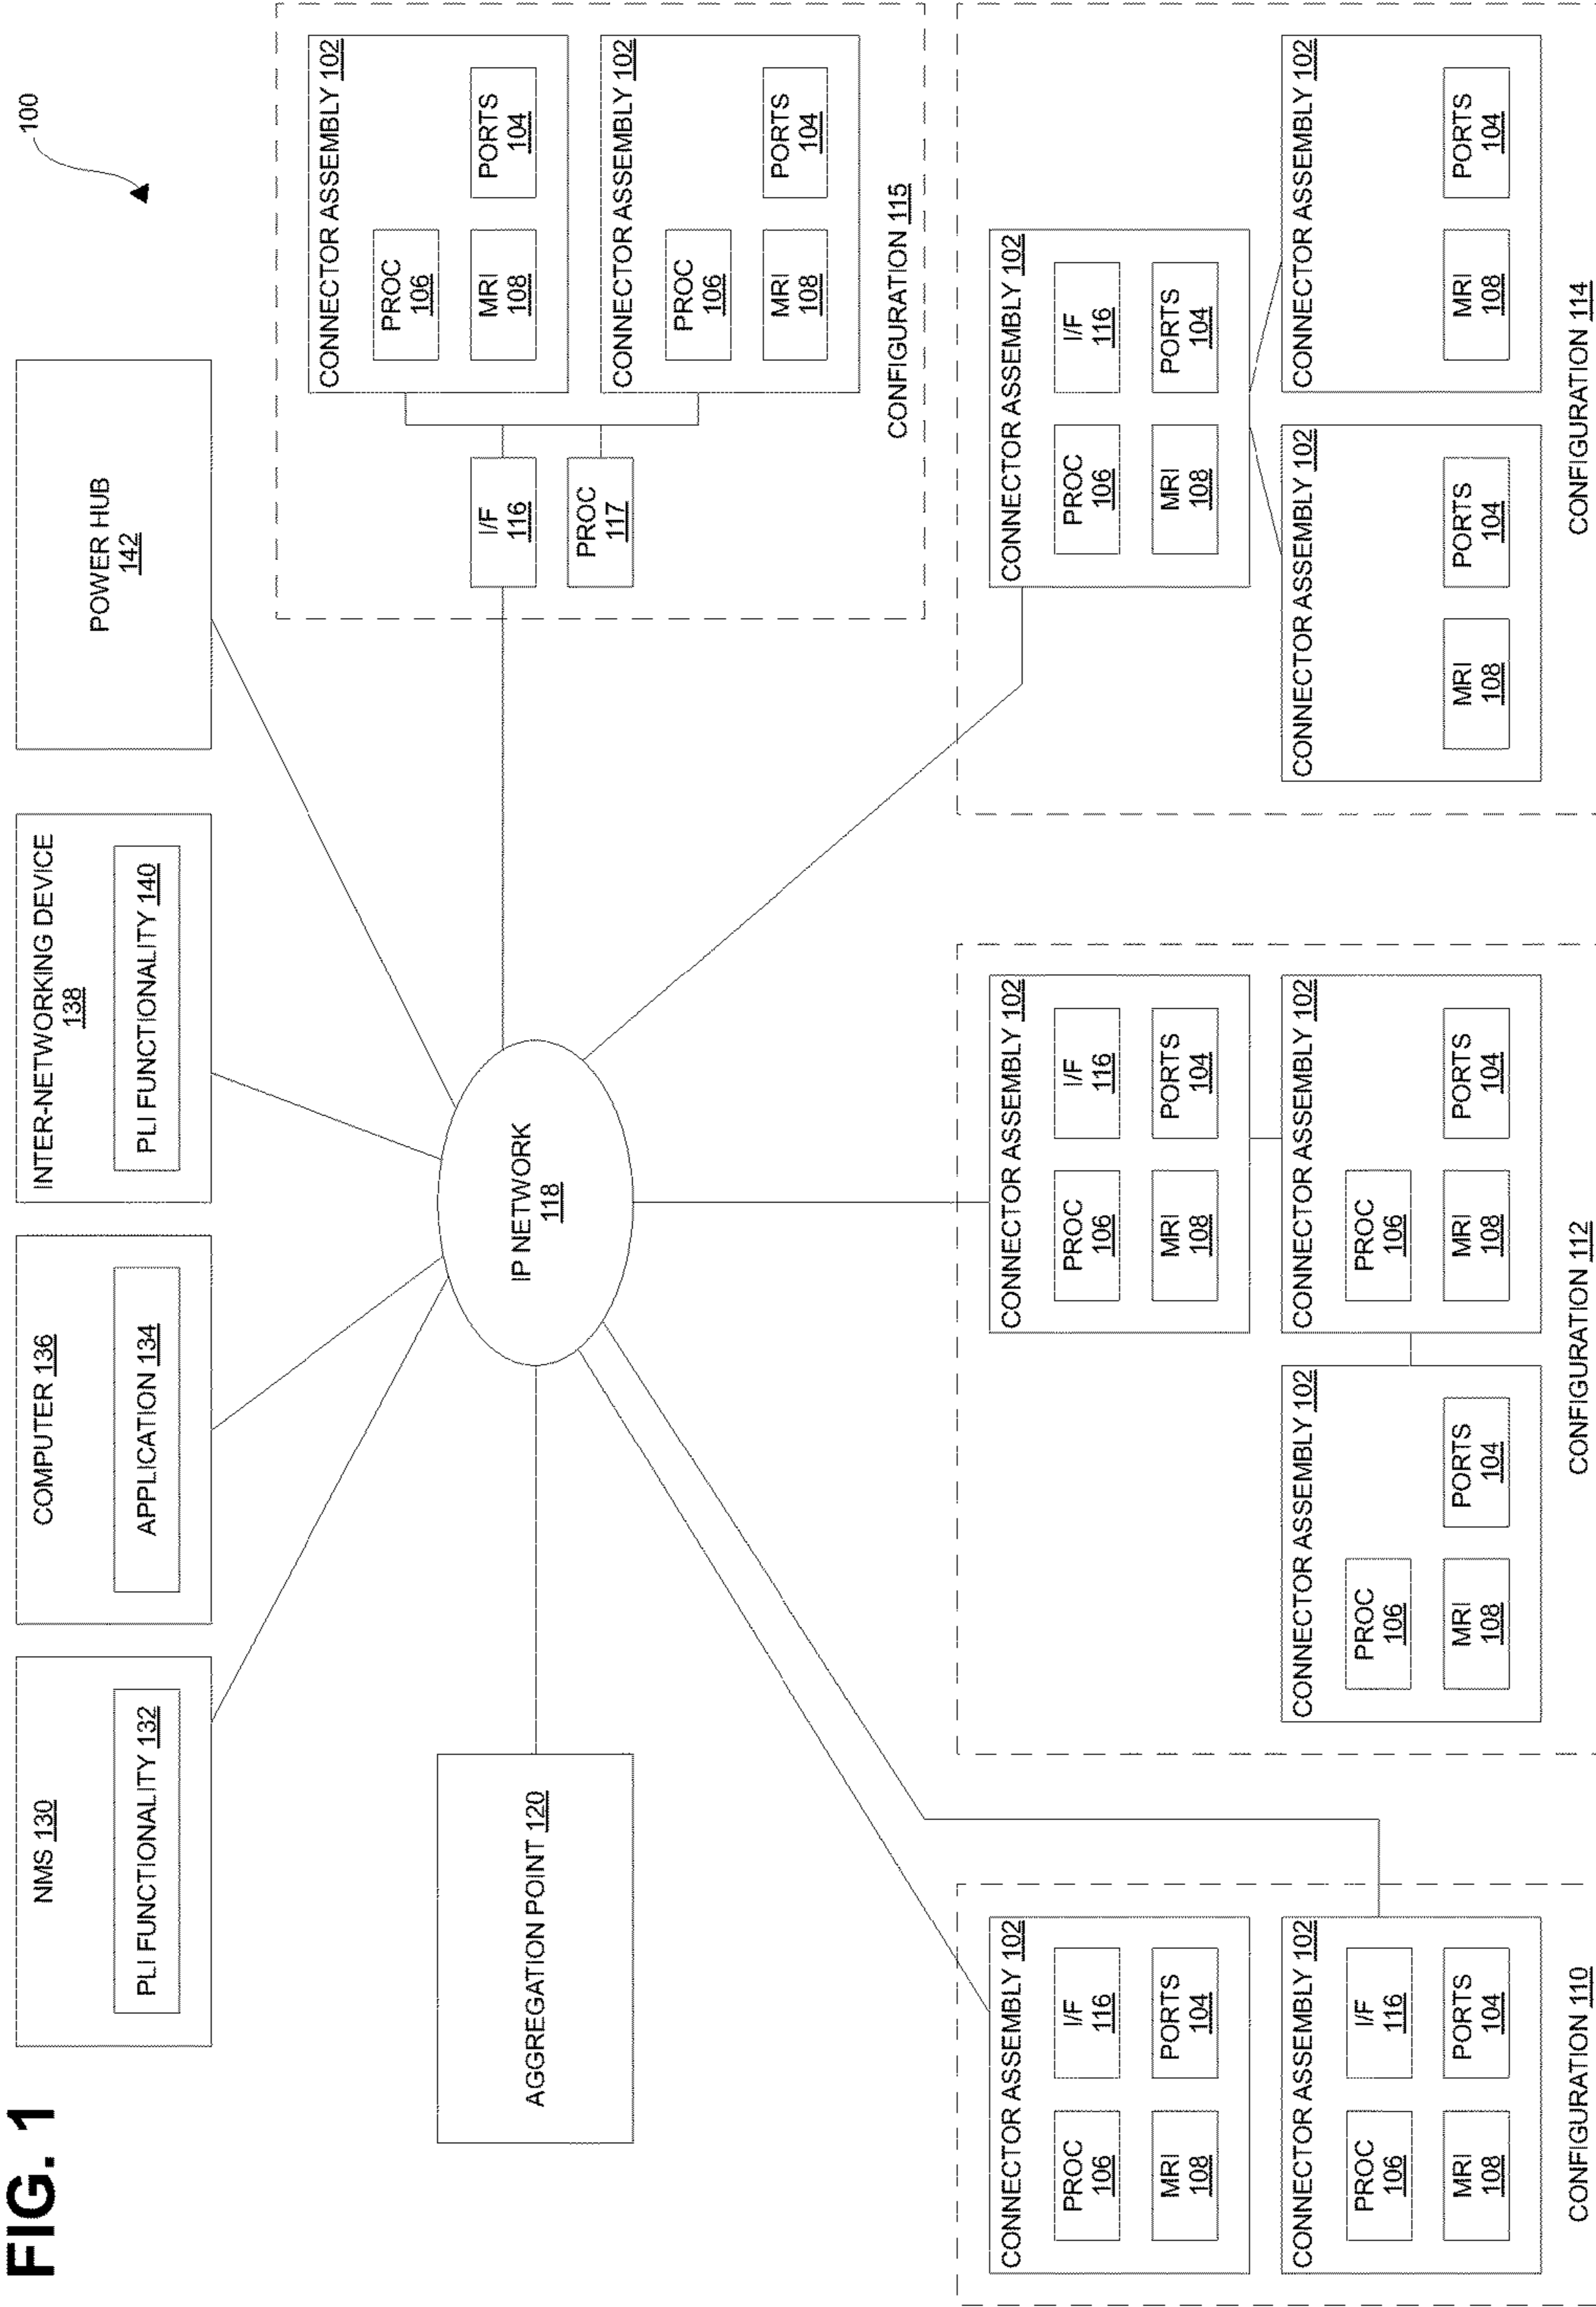 FIG. 1
100
NMS 130
PLI FUNCTIONALITY 132
COMPUTER 136
APPLICATION 134
INTER-NETWORKING DEVICE
138
PLI FUNCTIONALITY 140
POWER HUB
142
AGGREGATION POINT 120
IP NETWORK
118
I/F
116
PROC
117
CONNECTOR ASSEMBLY 102
PROC
106
MRI
108
PORTS
104
CONNECTOR ASSEMBLY 102
PROC
106
MRI
108
PORTS
104
CONFIGURATION 115
CONNECTOR ASSEMBLY 102
PROC
106
I/F
116
MRI
108
PORTS
104
CONNECTOR ASSEMBLY 102
PROC
106
I/F
116
MRI
108
PORTS
104
CONFIGURATION 110
CONNECTOR ASSEMBLY 102
PROC
106
I/F
116
MRI
108
PORTS
104
CONNECTOR ASSEMBLY 102
PROC
106
MRI
108
PORTS
104
CONNECTOR ASSEMBLY 102
PROC
106
MRI
108
PORTS
104
CONFIGURATION 112
CONNECTOR ASSEMBLY 102
PROC
106
I/F
116
MRI
108
PORTS
104
CONNECTOR ASSEMBLY 102
MRI
108
PORTS
104
CONNECTOR ASSEMBLY 102
MRI
108
PORTS
104
CONFIGURATION 114